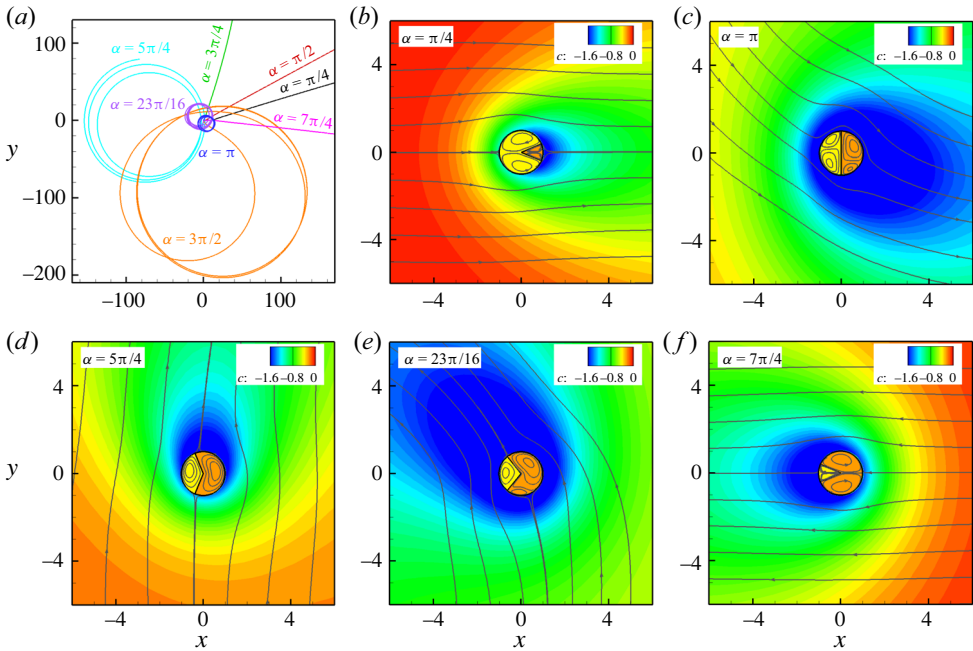 (a)
100
0
−100
−200
y
−100
0
100
α = 5π/4
α = 3π/4
α = π/2
α = π/4
α = 23π/16
α = 7π/4
α = π
α = 3π/2
(b)
α = π/4
c: −1.6 −0.8 0
4
0
−4
−4
0
4
(c)
α = π
c: −1.6 −0.8 0
4
0
−4
−4
0
4
(d)
α = 5π/4
c: −1.6 −0.8 0
4
0
−4
y
−4
0
4
x
(e)
α = 23π/16
c: −1.6 −0.8 0
4
0
−4
−4
0
4
x
(f)
α = 7π/4
c: −1.6 −0.8 0
4
0
−4
−4
0
4
x